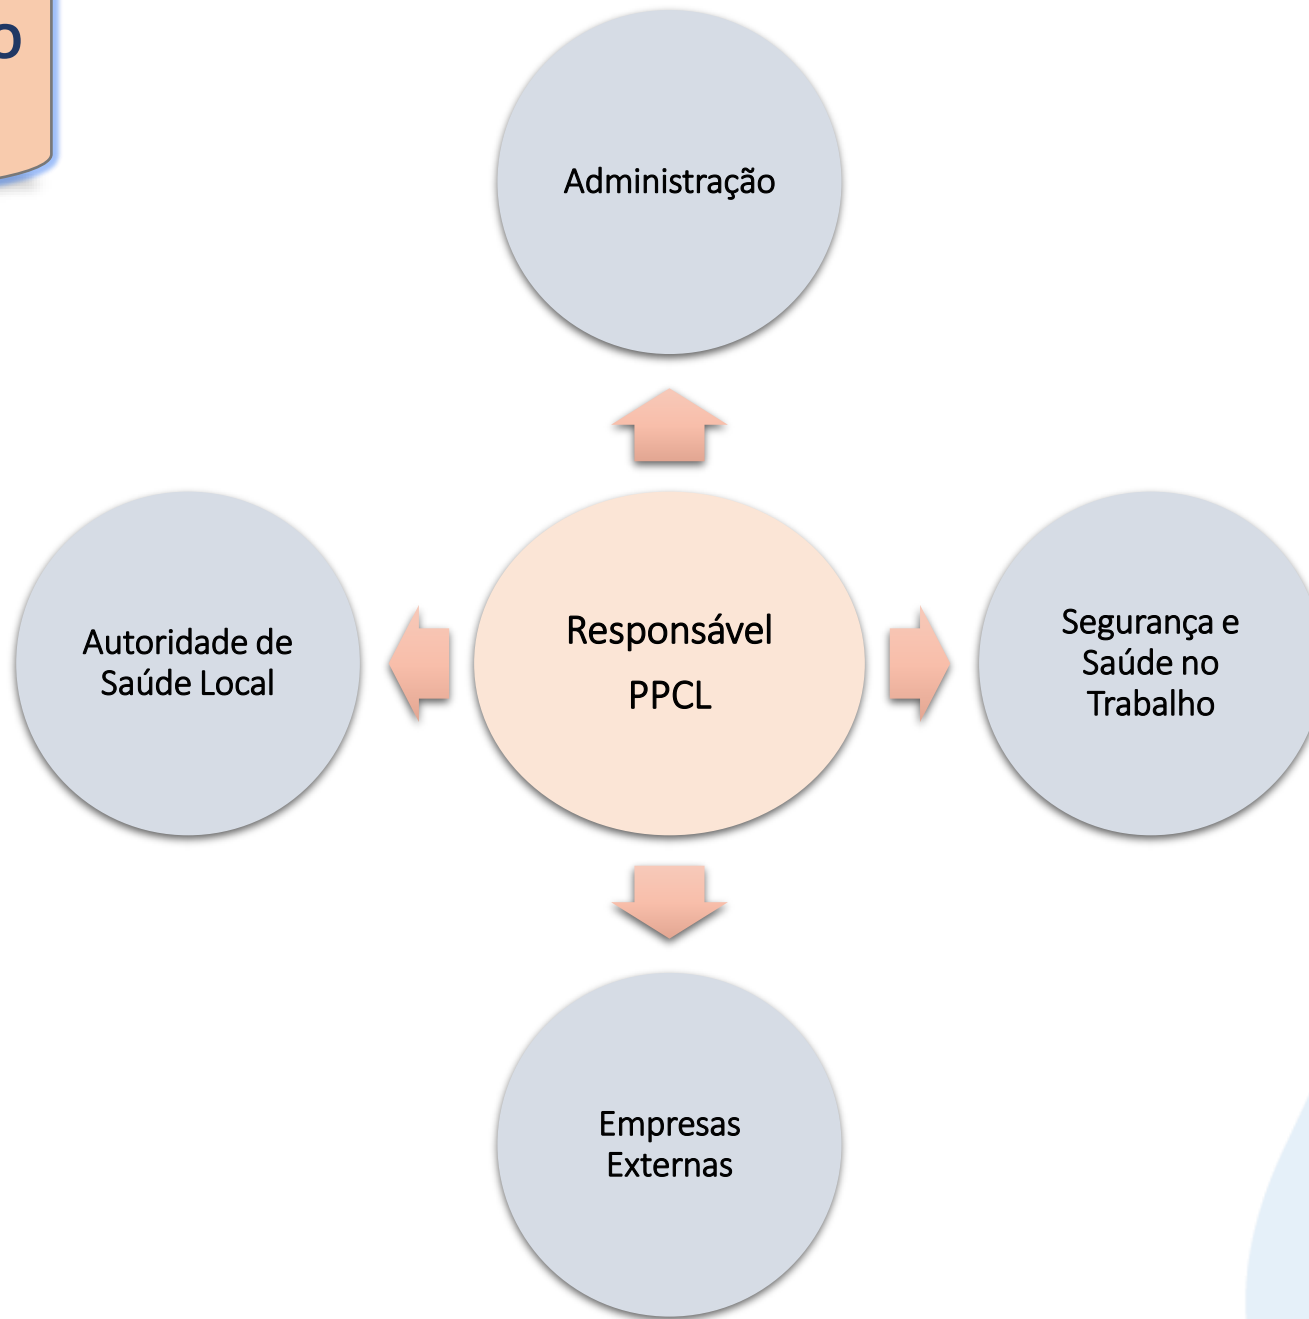 Administração
Autoridade de
Saúde Local
Responsável
PPCL
Segurança e
Saúde no
Trabalho
Empresas
Externas